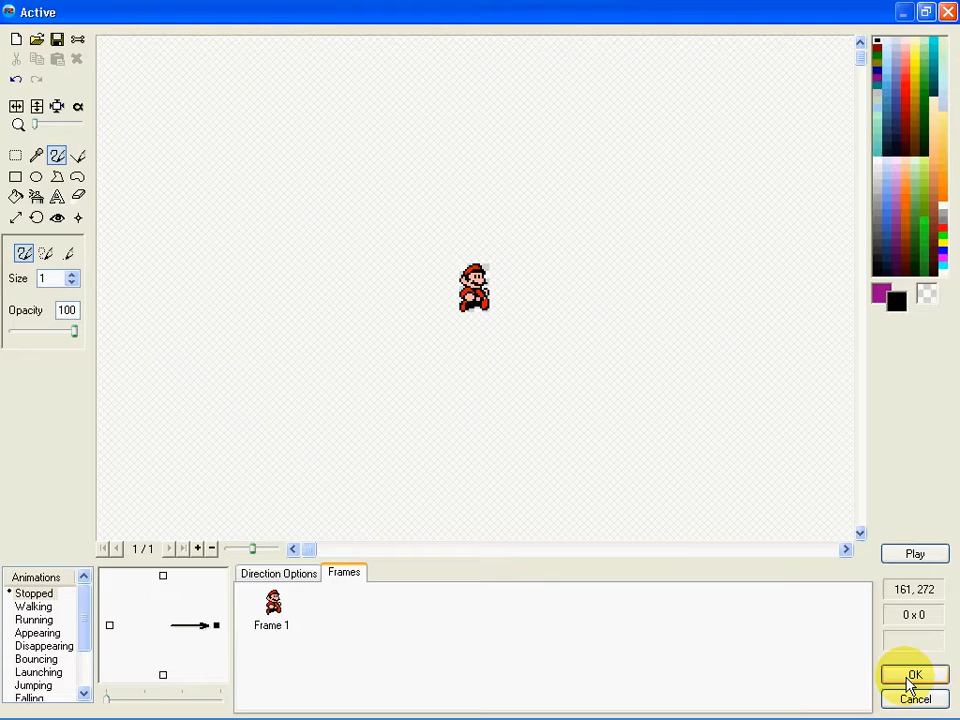 Active
Size 1
Opacity 100
1 / 1
Play
Animations
Stopped
Walking
Running
Appearing
Disappearing
Bouncing
Launching
Jumping
Falling
Direction Options
Frames
Frame 1
161, 272
0 x 0
OK
Cancel